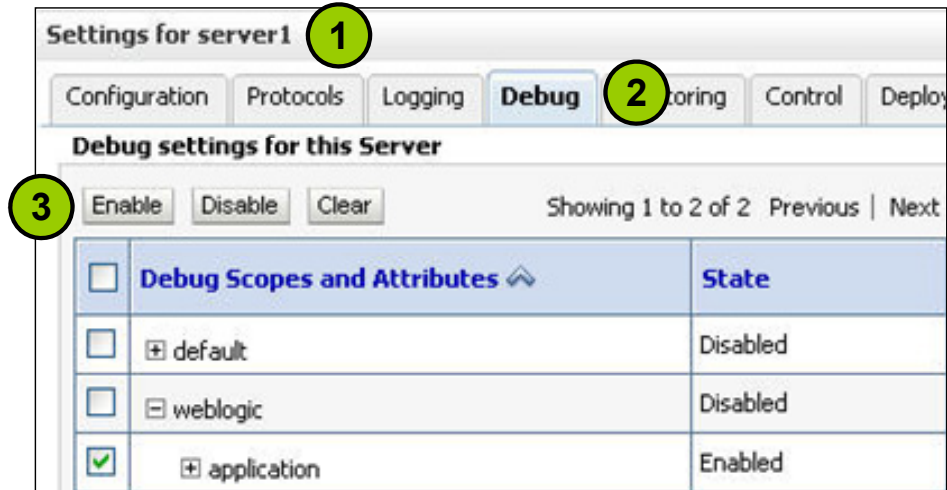 Settings for server1 1
Configuration Protocols Logging Debug 2 toring Control Deploy
Debug settings for this Server
3 Enable Disable Clear Showing 1 to 2 of 2 Previous | Next
Debug Scopes and Attributes State
default Disabled
weblogic Disabled
application Enabled